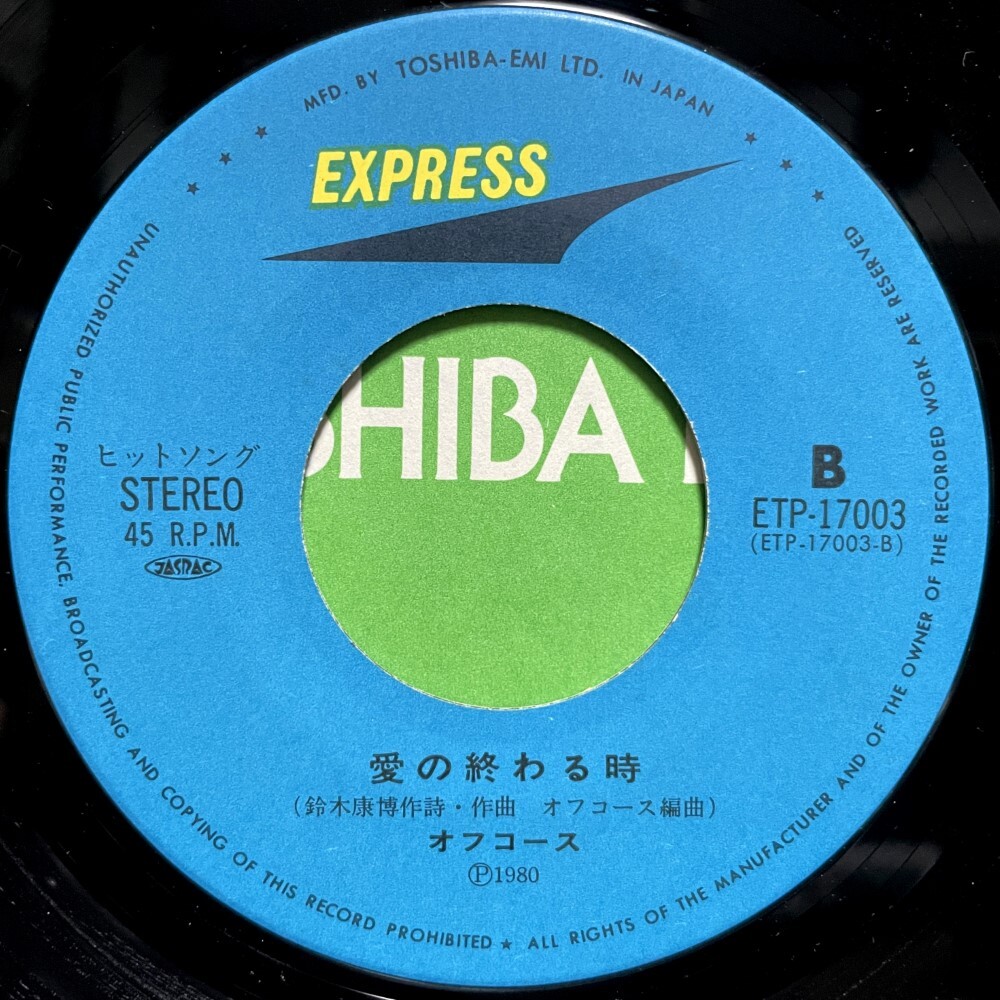 MFD. BY TOSHIBA-EMI LTD. IN JAPAN
EXPRESS
SHIBA
ヒットソング
STEREO
45 R.P.M.
JASRAC
B
ETP-17003
(ETP-17003-B)
愛の終わる時
(鈴木康博作詩・作曲　オフコース編曲)
オフコース
Ⓟ1980
UNAUTHORIZED PUBLIC PERFORMANCE, BROADCASTING AND COPYING OF THIS RECORD PROHIBITED ★ ALL RIGHTS OF THE MANUFACTURER AND OF THE OWNER OF THE RECORDED WORK ARE RESERVED